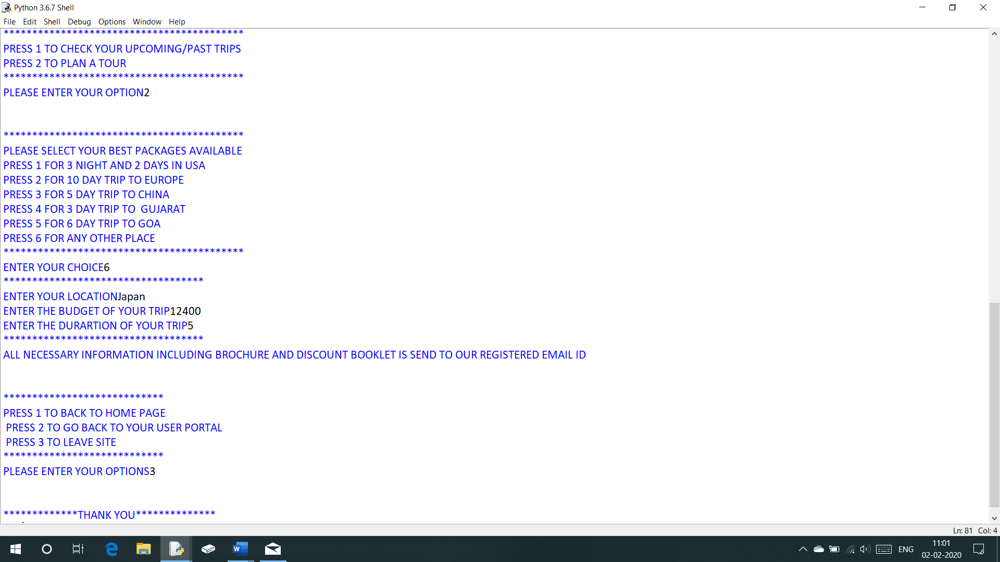 Python 3.6.7 Shell
File Edit Shell Debug Options Window Help
******************************************
PRESS 1 TO CHECK YOUR UPCOMING/PAST TRIPS
PRESS 2 TO PLAN A TOUR
******************************************
PLEASE ENTER YOUR OPTION2
******************************************
PLEASE SELECT YOUR BEST PACKAGES AVAILABLE
PRESS 1 FOR 3 NIGHT AND 2 DAYS IN USA
PRESS 2 FOR 10 DAY TRIP TO EUROPE
PRESS 3 FOR 5 DAY TRIP TO CHINA
PRESS 4 FOR 3 DAY TRIP TO  GUJARAT
PRESS 5 FOR 6 DAY TRIP TO GOA
PRESS 6 FOR ANY OTHER PLACE
******************************************
ENTER YOUR CHOICE6
***********************************
ENTER YOUR LOCATIONJapan
ENTER THE BUDGET OF YOUR TRIP12400
ENTER THE DURARTION OF YOUR TRIP5
***********************************
ALL NECESSARY INFORMATION INCLUDING BROCHURE AND DISCOUNT BOOKLET IS SEND TO OUR REGISTERED EMAIL ID
****************************
PRESS 1 TO BACK TO HOME PAGE
PRESS 2 TO GO BACK TO YOUR USER PORTAL
PRESS 3 TO LEAVE SITE
****************************
PLEASE ENTER YOUR OPTIONS3
*************THANK YOU**************
Ln: 81 Col: 4
ENG
11:01
02-02-2020